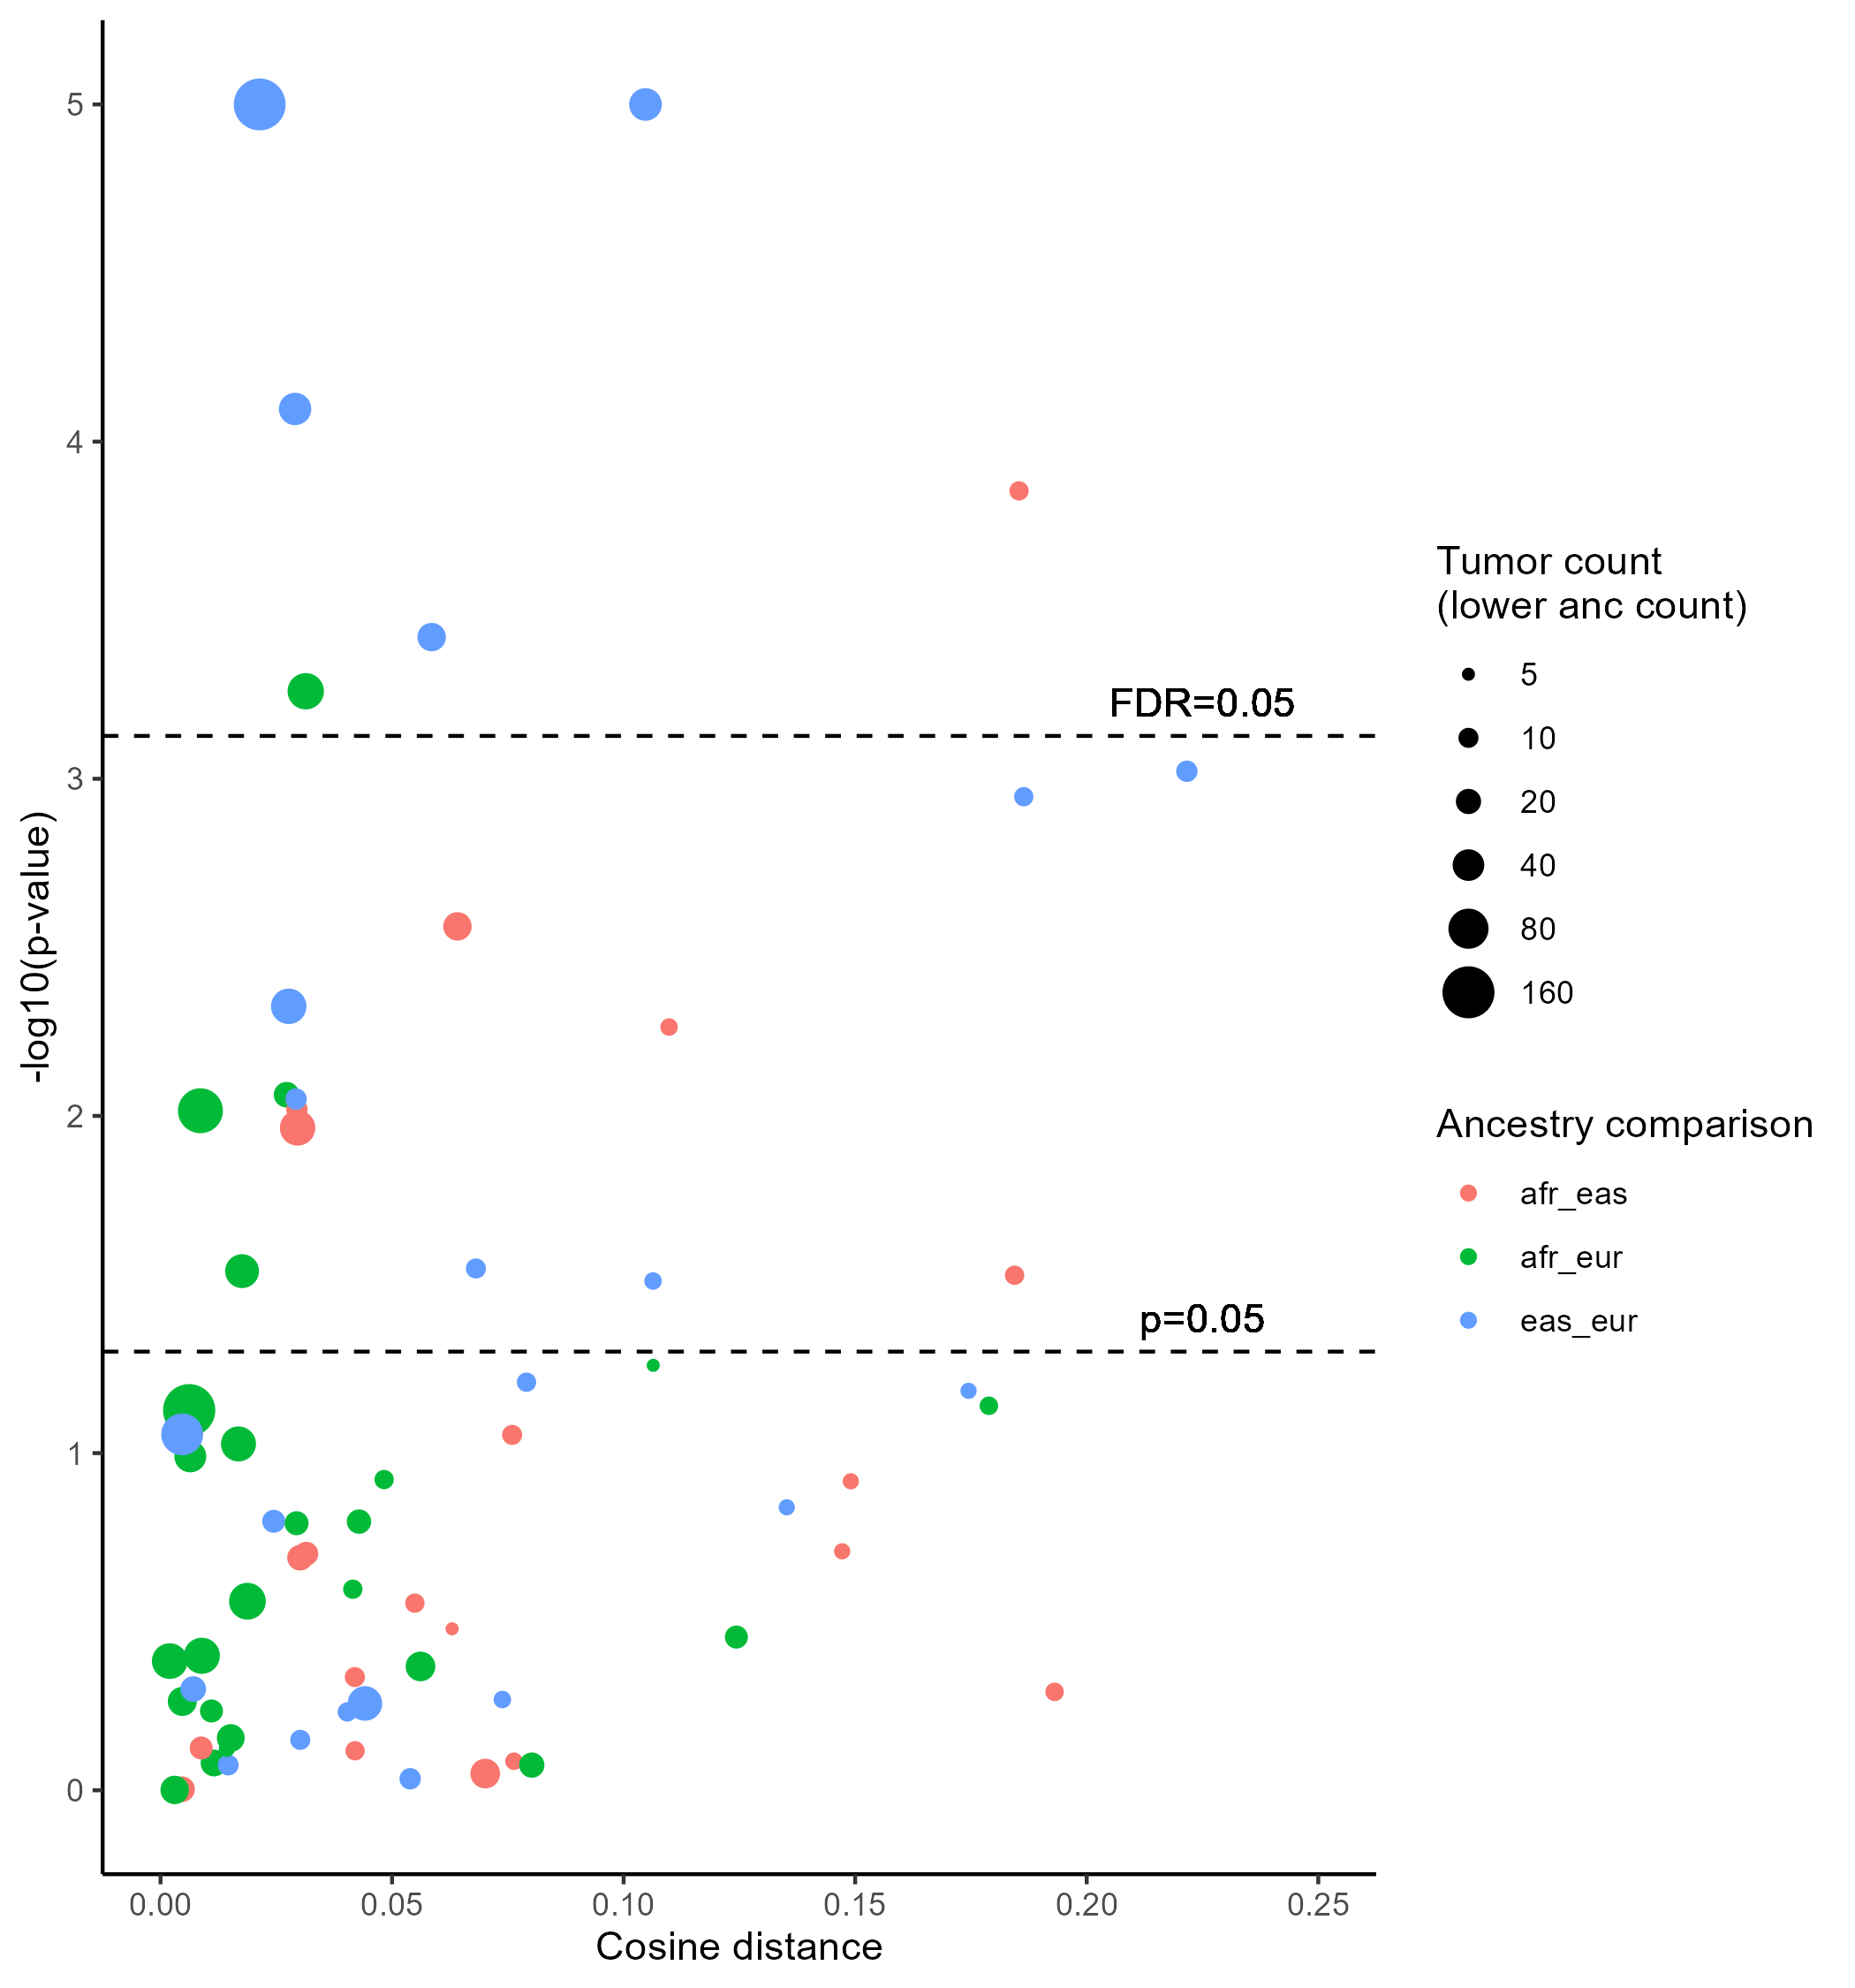 5
4
3
2
1
0
-log10(p-value)
FDR=0.05
p=0.05
0.00
0.05
0.10
0.15
0.20
0.25
Cosine distance
Tumor count
(lower anc count)
5
10
20
40
80
160
Ancestry comparison
afr_eas
afr_eur
eas_eur